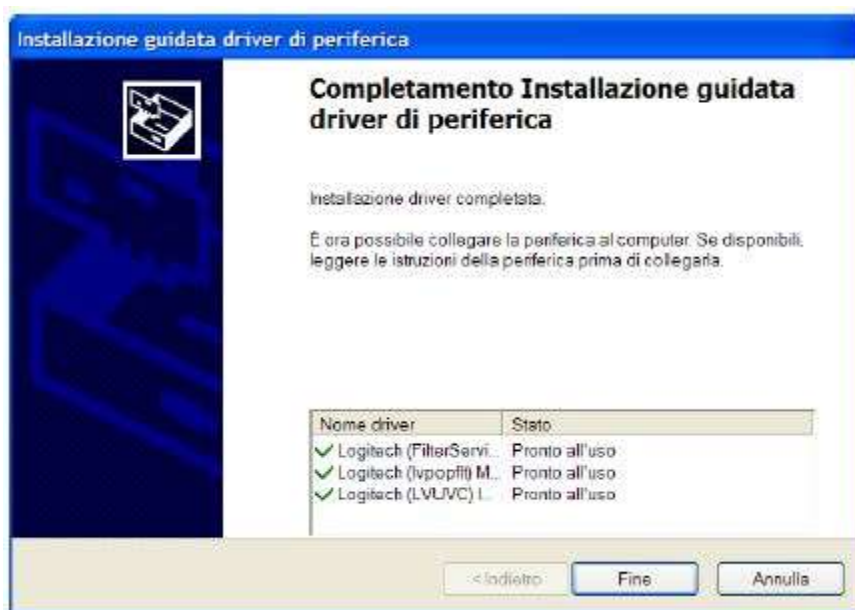 Installazione guidata driver di periferica
Completamento Installazione guidata
driver di periferica
Installazione driver completata.
È ora possibile collegare la periferica al computer. Se disponibili,
leggere le istruzioni della periferica prima di collegarla.
Nome driver Stato
Logitech (FilterServi... Pronto all'uso
Logitech (lvpopflt) M... Pronto all'uso
Logitech (LVUVC) I... Pronto all'uso
< Indietro Fine Annulla